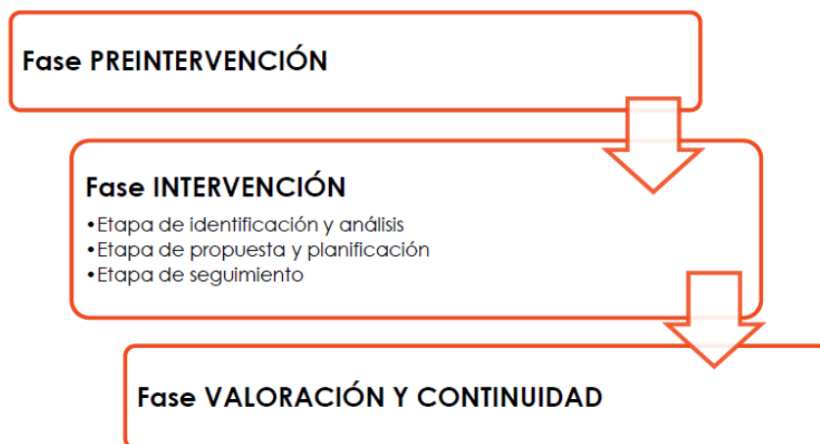 Fase PREINTERVENCIÓN
Fase INTERVENCIÓN
•Etapa de identificación y análisis
•Etapa de propuesta y planificación
•Etapa de seguimiento
Fase VALORACIÓN Y CONTINUIDAD